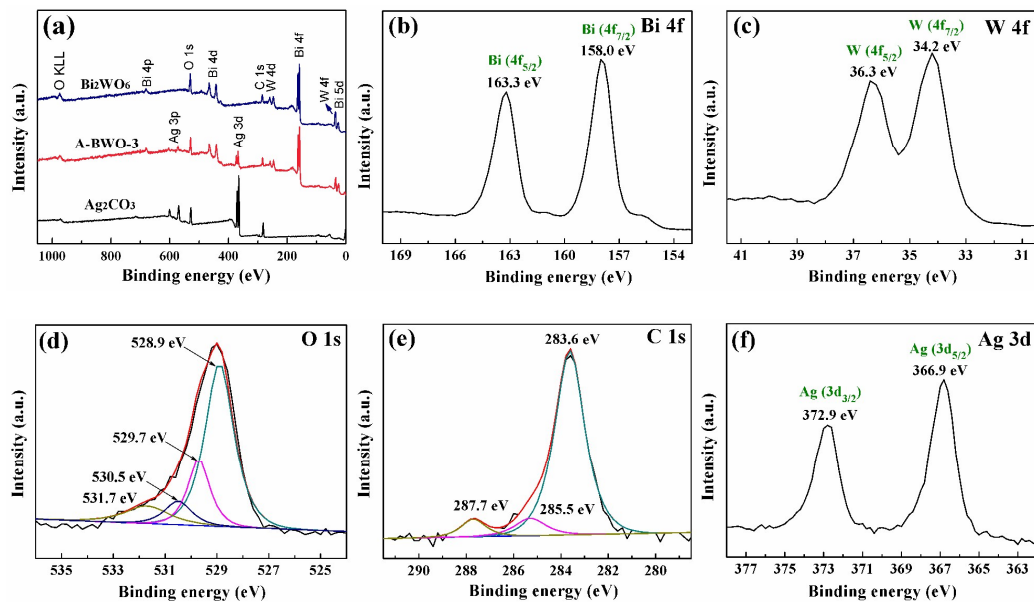 (a)
O KLL
Bi 4p
O 1s
Bi 4d
C 1s
W 4d
Bi 4f
W 4f
Bi 5d
Bi₂WO₆
Ag 3p
Ag 3d
A-BWO-3
Ag₂CO₃
Intensity (a.u.)
1000 800 600 400 200 0
Binding energy (eV)
(b)
Bi 4f
Bi (4f₇/₂)
158.0 eV
Bi (4f₅/₂)
163.3 eV
Intensity (a.u.)
169 166 163 160 157 154
Binding energy (eV)
(c)
W 4f
W (4f₇/₂)
34.2 eV
W (4f₅/₂)
36.3 eV
Intensity (a.u.)
41 39 37 35 33 31
Binding energy (eV)
(d)
O 1s
528.9 eV
529.7 eV
530.5 eV
531.7 eV
Intensity (a.u.)
535 533 531 529 527 525
Binding energy (eV)
(e)
C 1s
283.6 eV
287.7 eV
285.5 eV
Intensity (a.u.)
290 288 286 284 282 280
Binding energy (eV)
(f)
Ag 3d
Ag (3d₅/₂)
366.9 eV
Ag (3d₃/₂)
372.9 eV
Intensity (a.u.)
377 375 373 371 369 367 365 363
Binding energy (eV)